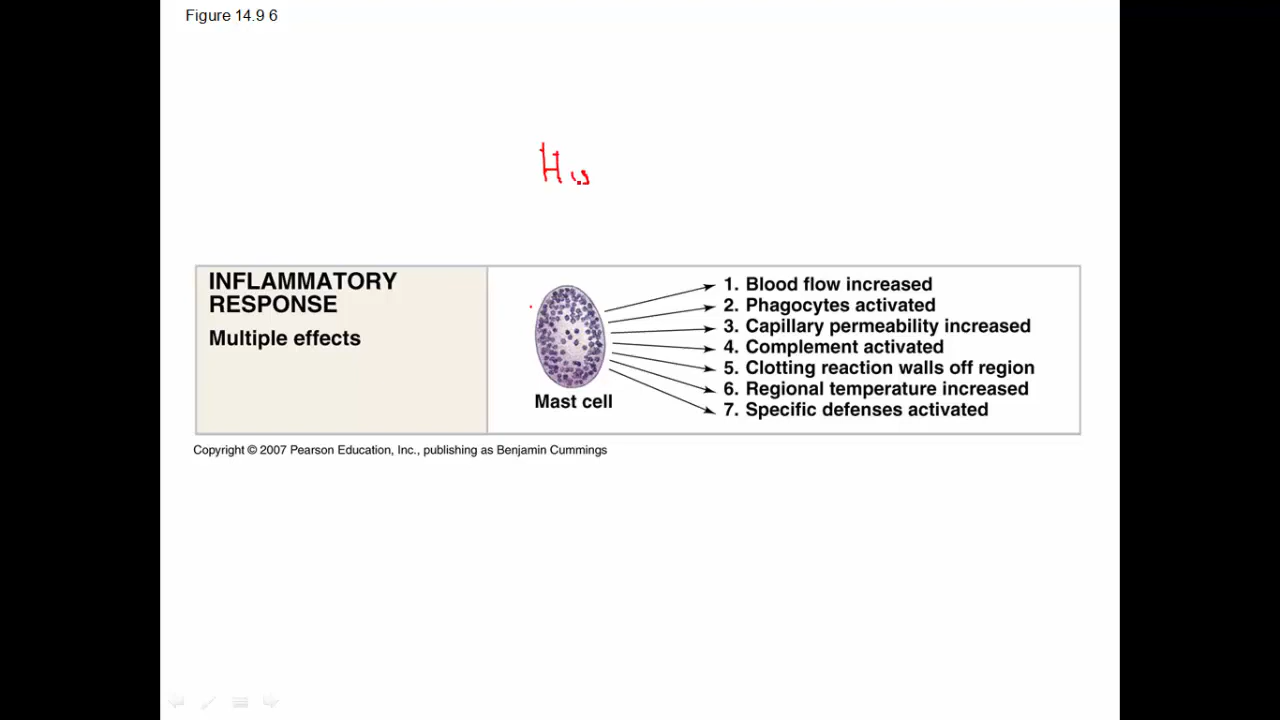 Figure 14.9 6
His
INFLAMMATORY
RESPONSE
Multiple effects
Mast cell
1. Blood flow increased
2. Phagocytes activated
3. Capillary permeability increased
4. Complement activated
5. Clotting reaction walls off region
6. Regional temperature increased
7. Specific defenses activated
Copyright © 2007 Pearson Education, Inc., publishing as Benjamin Cummings